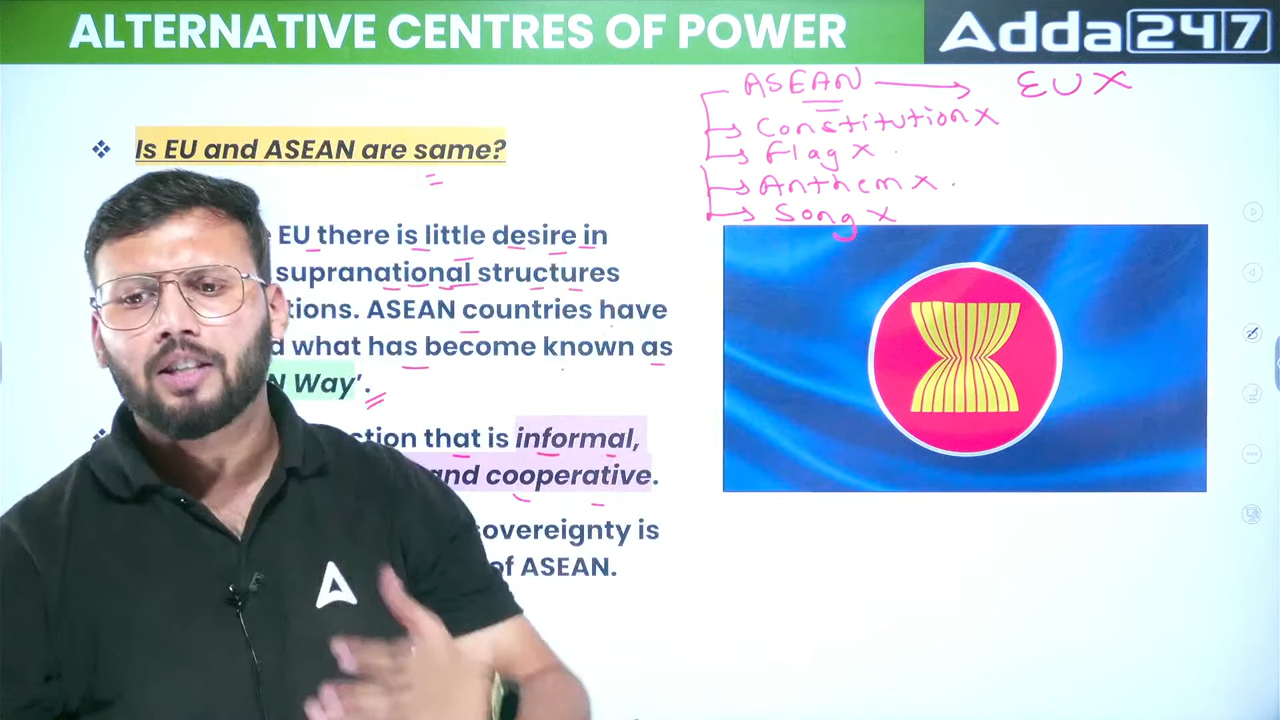 ALTERNATIVE CENTRES OF POWER
Adda247
ASEAN → EU X
→ Constitution X
→ Flag X
→ Anthem X
→ Song X
❖ Is EU and ASEAN are same?
EU there is little desire in
supranational structures
tions. ASEAN countries have
what has become known as
N Way'.
ction that is informal,
and cooperative.
sovereignty is
of ASEAN.